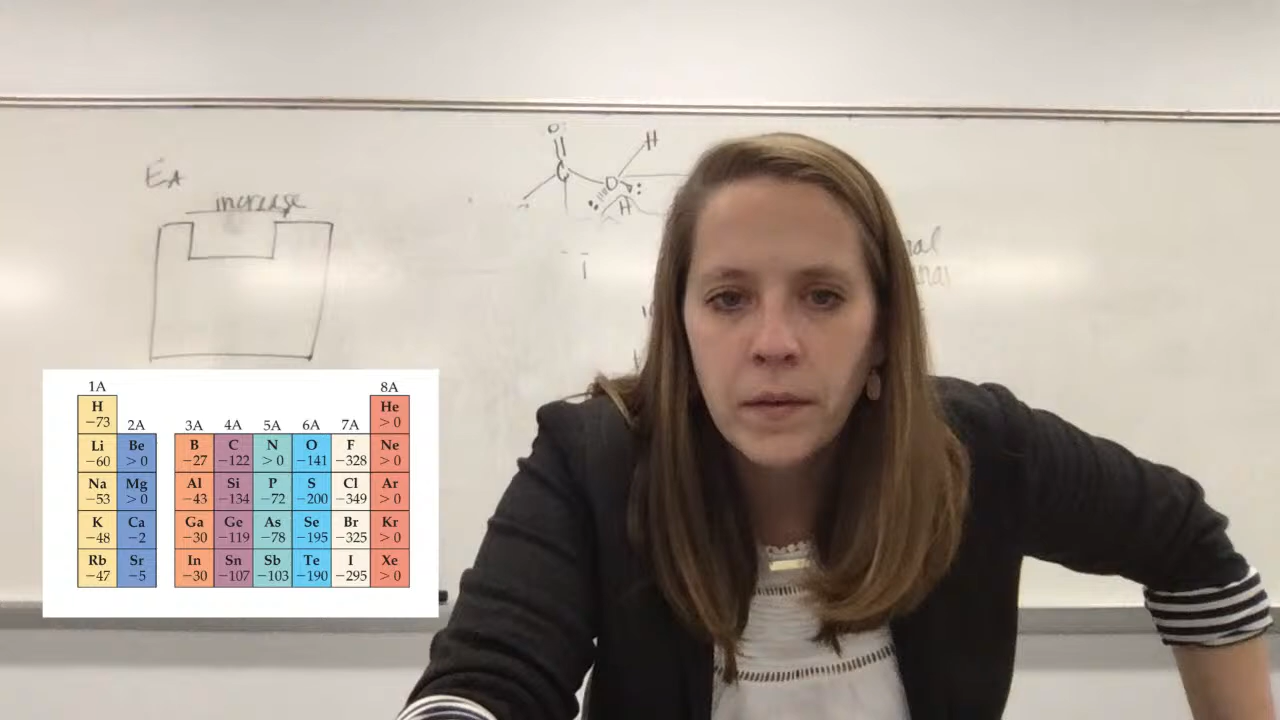 EA
increase
O
H
C
O
H
1A 8A
H He
−73 > 0
2A 3A 4A 5A 6A 7A
Li Be B C N O F Ne
−60 > 0 −27 −122 > 0 −141 −328 > 0
Na Mg Al Si P S Cl Ar
−53 > 0 −43 −134 −72 −200 −349 > 0
K Ca Ga Ge As Se Br Kr
−48 −2 −30 −119 −78 −195 −325 > 0
Rb Sr In Sn Sb Te I Xe
−47 −5 −30 −107 −103 −190 −295 > 0